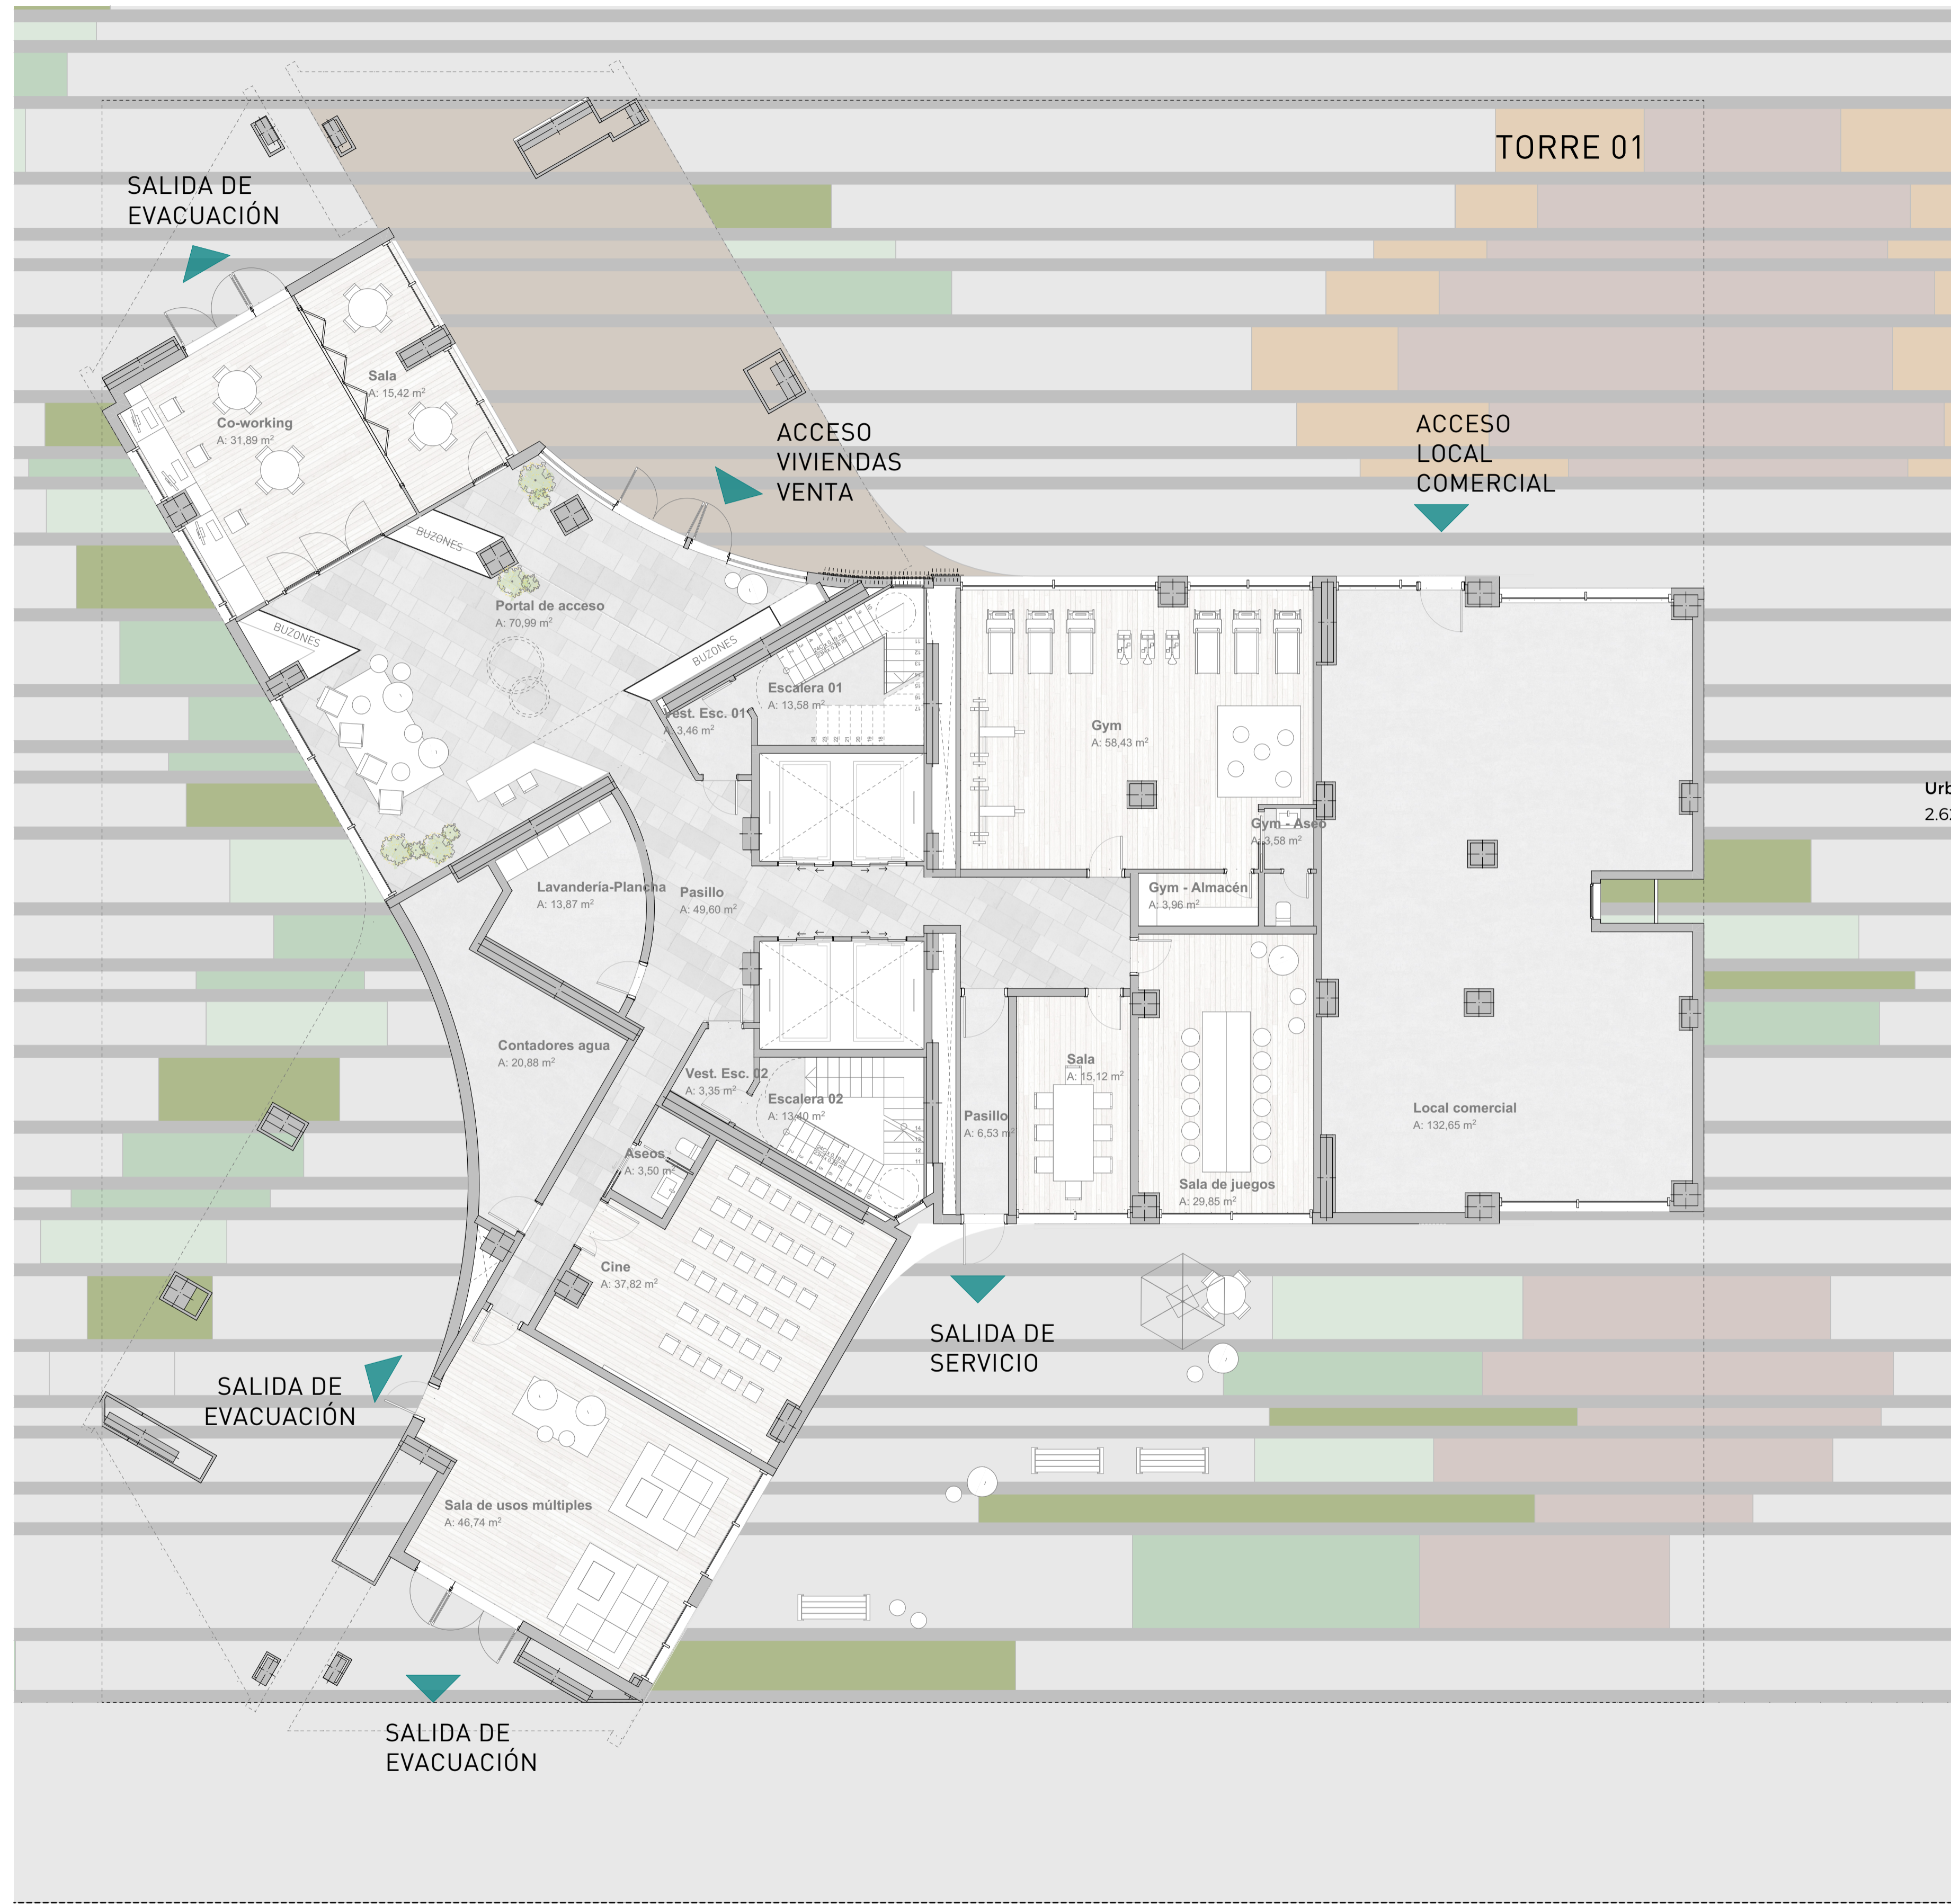 TORRE 01
SALIDA DE
EVACUACIÓN
Sala
A: 15,42 m²
Co-working
A: 31,89 m²
ACCESO
VIVIENDAS
VENTA
ACCESO
LOCAL
COMERCIAL
BUZONES
Portal de acceso
A: 70,99 m²
BUZONES
BUZONES
Escalera 01
A: 13,58 m²
Vest. Esc. 01
A: 3,46 m²
Gym
A: 58,43 m²
Gym - Aseo
A: 3,58 m²
Urb
2.62
Lavandería-Plancha
A: 13,87 m²
Pasillo
A: 49,60 m²
Gym - Almacén
A: 3,96 m²
Contadores agua
A: 20,88 m²
Vest. Esc. 02
A: 3,35 m²
Escalera 02
A: 13,40 m²
Sala
A: 15,12 m²
Pasillo
A: 6,53 m²
Local comercial
A: 132,65 m²
Aseos
A: 3,50 m²
Sala de juegos
A: 29,85 m²
Cine
A: 37,82 m²
SALIDA DE
SERVICIO
SALIDA DE
EVACUACIÓN
Sala de usos múltiples
A: 46,74 m²
SALIDA DE
EVACUACIÓN